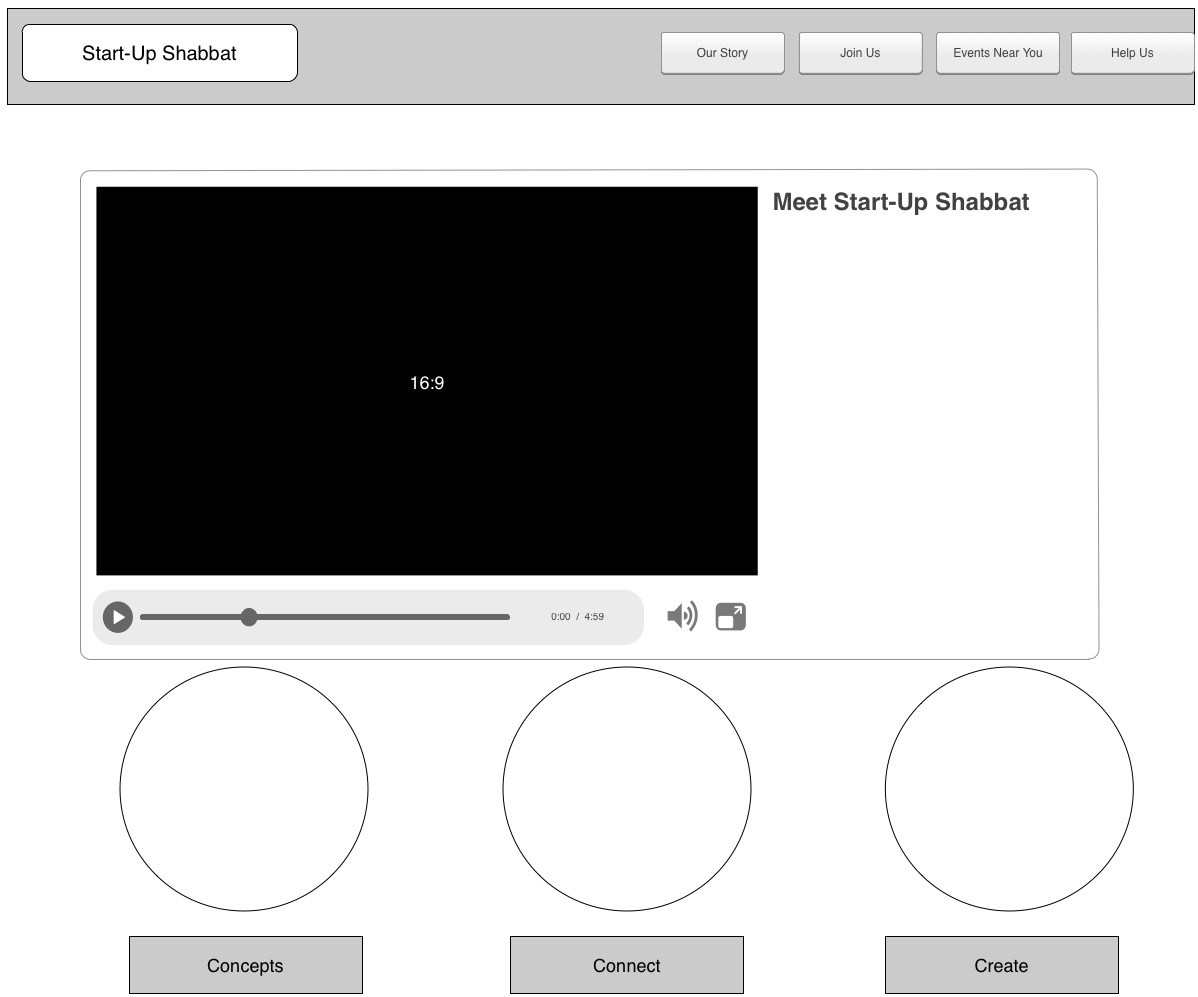 Start-Up Shabbat
Our Story
Join Us
Events Near You
Help Us
Meet Start-Up Shabbat
16:9
0:00 / 4:59
Concepts
Connect
Create